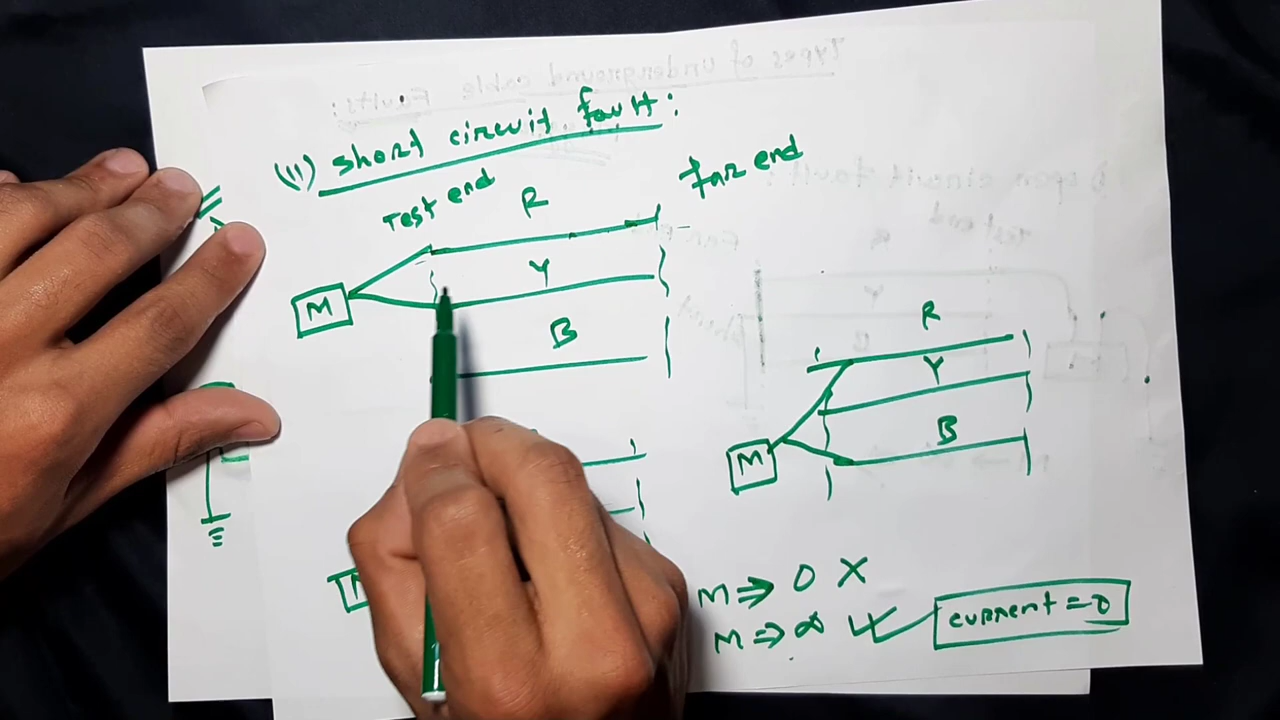 (II) short circuit fault:
Test end
far end
R
Y
B
M
R
Y
B
M
M
M ⇒ 0 X
M ⇒ ∝ ✓
current = 0